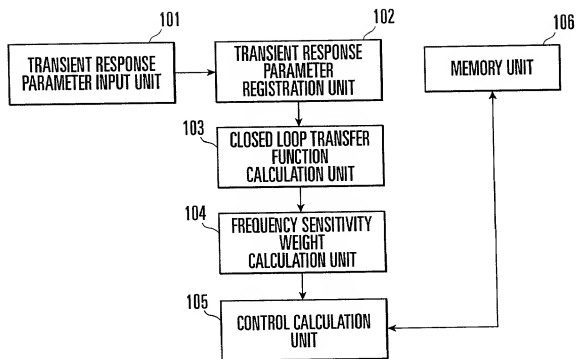 101
TRANSIENT RESPONSE
PARAMETER INPUT UNIT
102
TRANSIENT RESPONSE
PARAMETER
REGISTRATION UNIT
106
MEMORY UNIT
103
CLOSED LOOP TRANSFER
FUNCTION
CALCULATION UNIT
104
FREQUENCY SENSITIVITY
WEIGHT
CALCULATION UNIT
105
CONTROL CALCULATION
UNIT